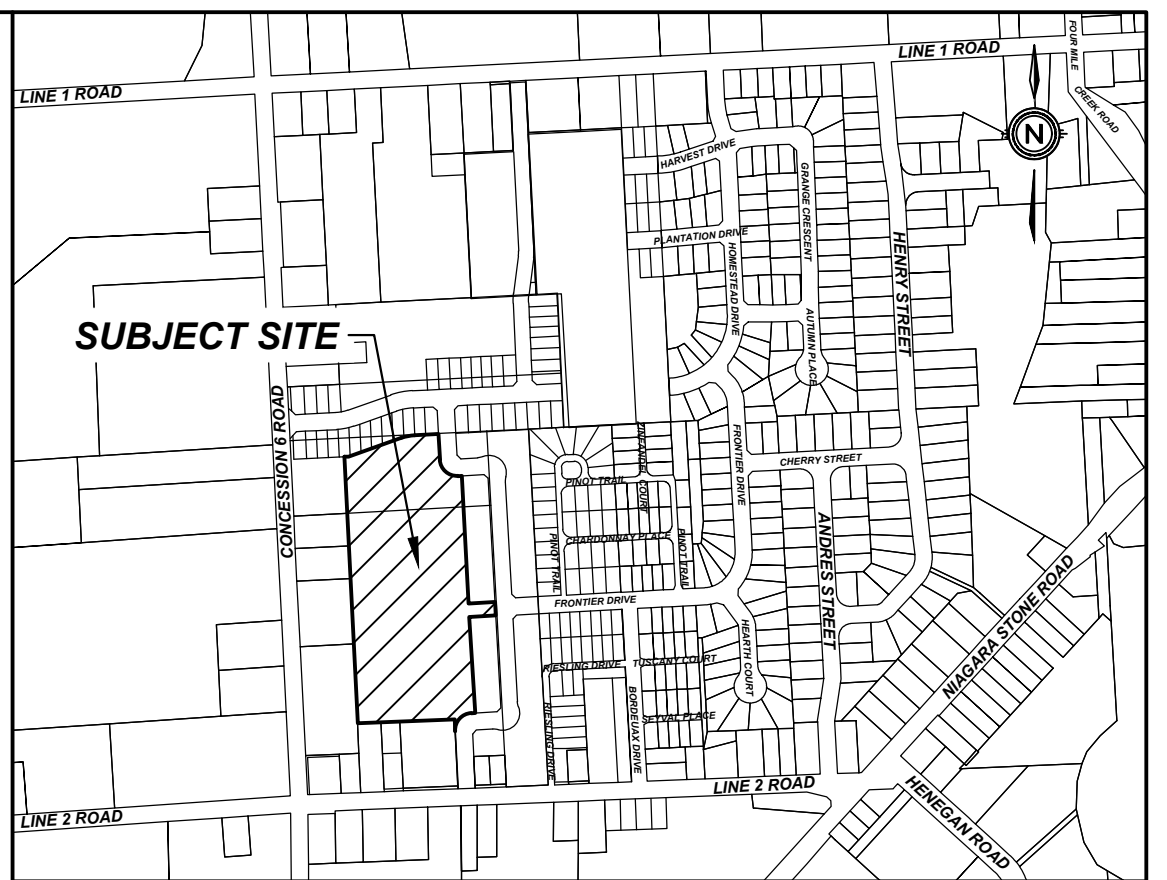 LINE 1 ROAD
LINE 1 ROAD
FOUR MILE
CREEK ROAD
N
HARVEST DRIVE
GRANGE CRESCENT
PLANTATION DRIVE
HOMESTEAD DRIVE
HENRY STREET
SUBJECT SITE
AUTUMN PLACE
CONCESSION 6 ROAD
FRONTIER DRIVE
CHERRY STREET
ZINFANDEL COURT
PINOT TRAIL
CHARDONNAY PLACE
PINOT TRAIL
PINOT TRAIL
ANDRES STREET
FRONTIER DRIVE
HEARTH COURT
NIAGARA STONE ROAD
RIESLING DRIVE
TUSCANY COURT
RIESLING DRIVE
BORDEUAX DRIVE
SEYVAL PLACE
LINE 2 ROAD
LINE 2 ROAD
HENEGAN ROAD